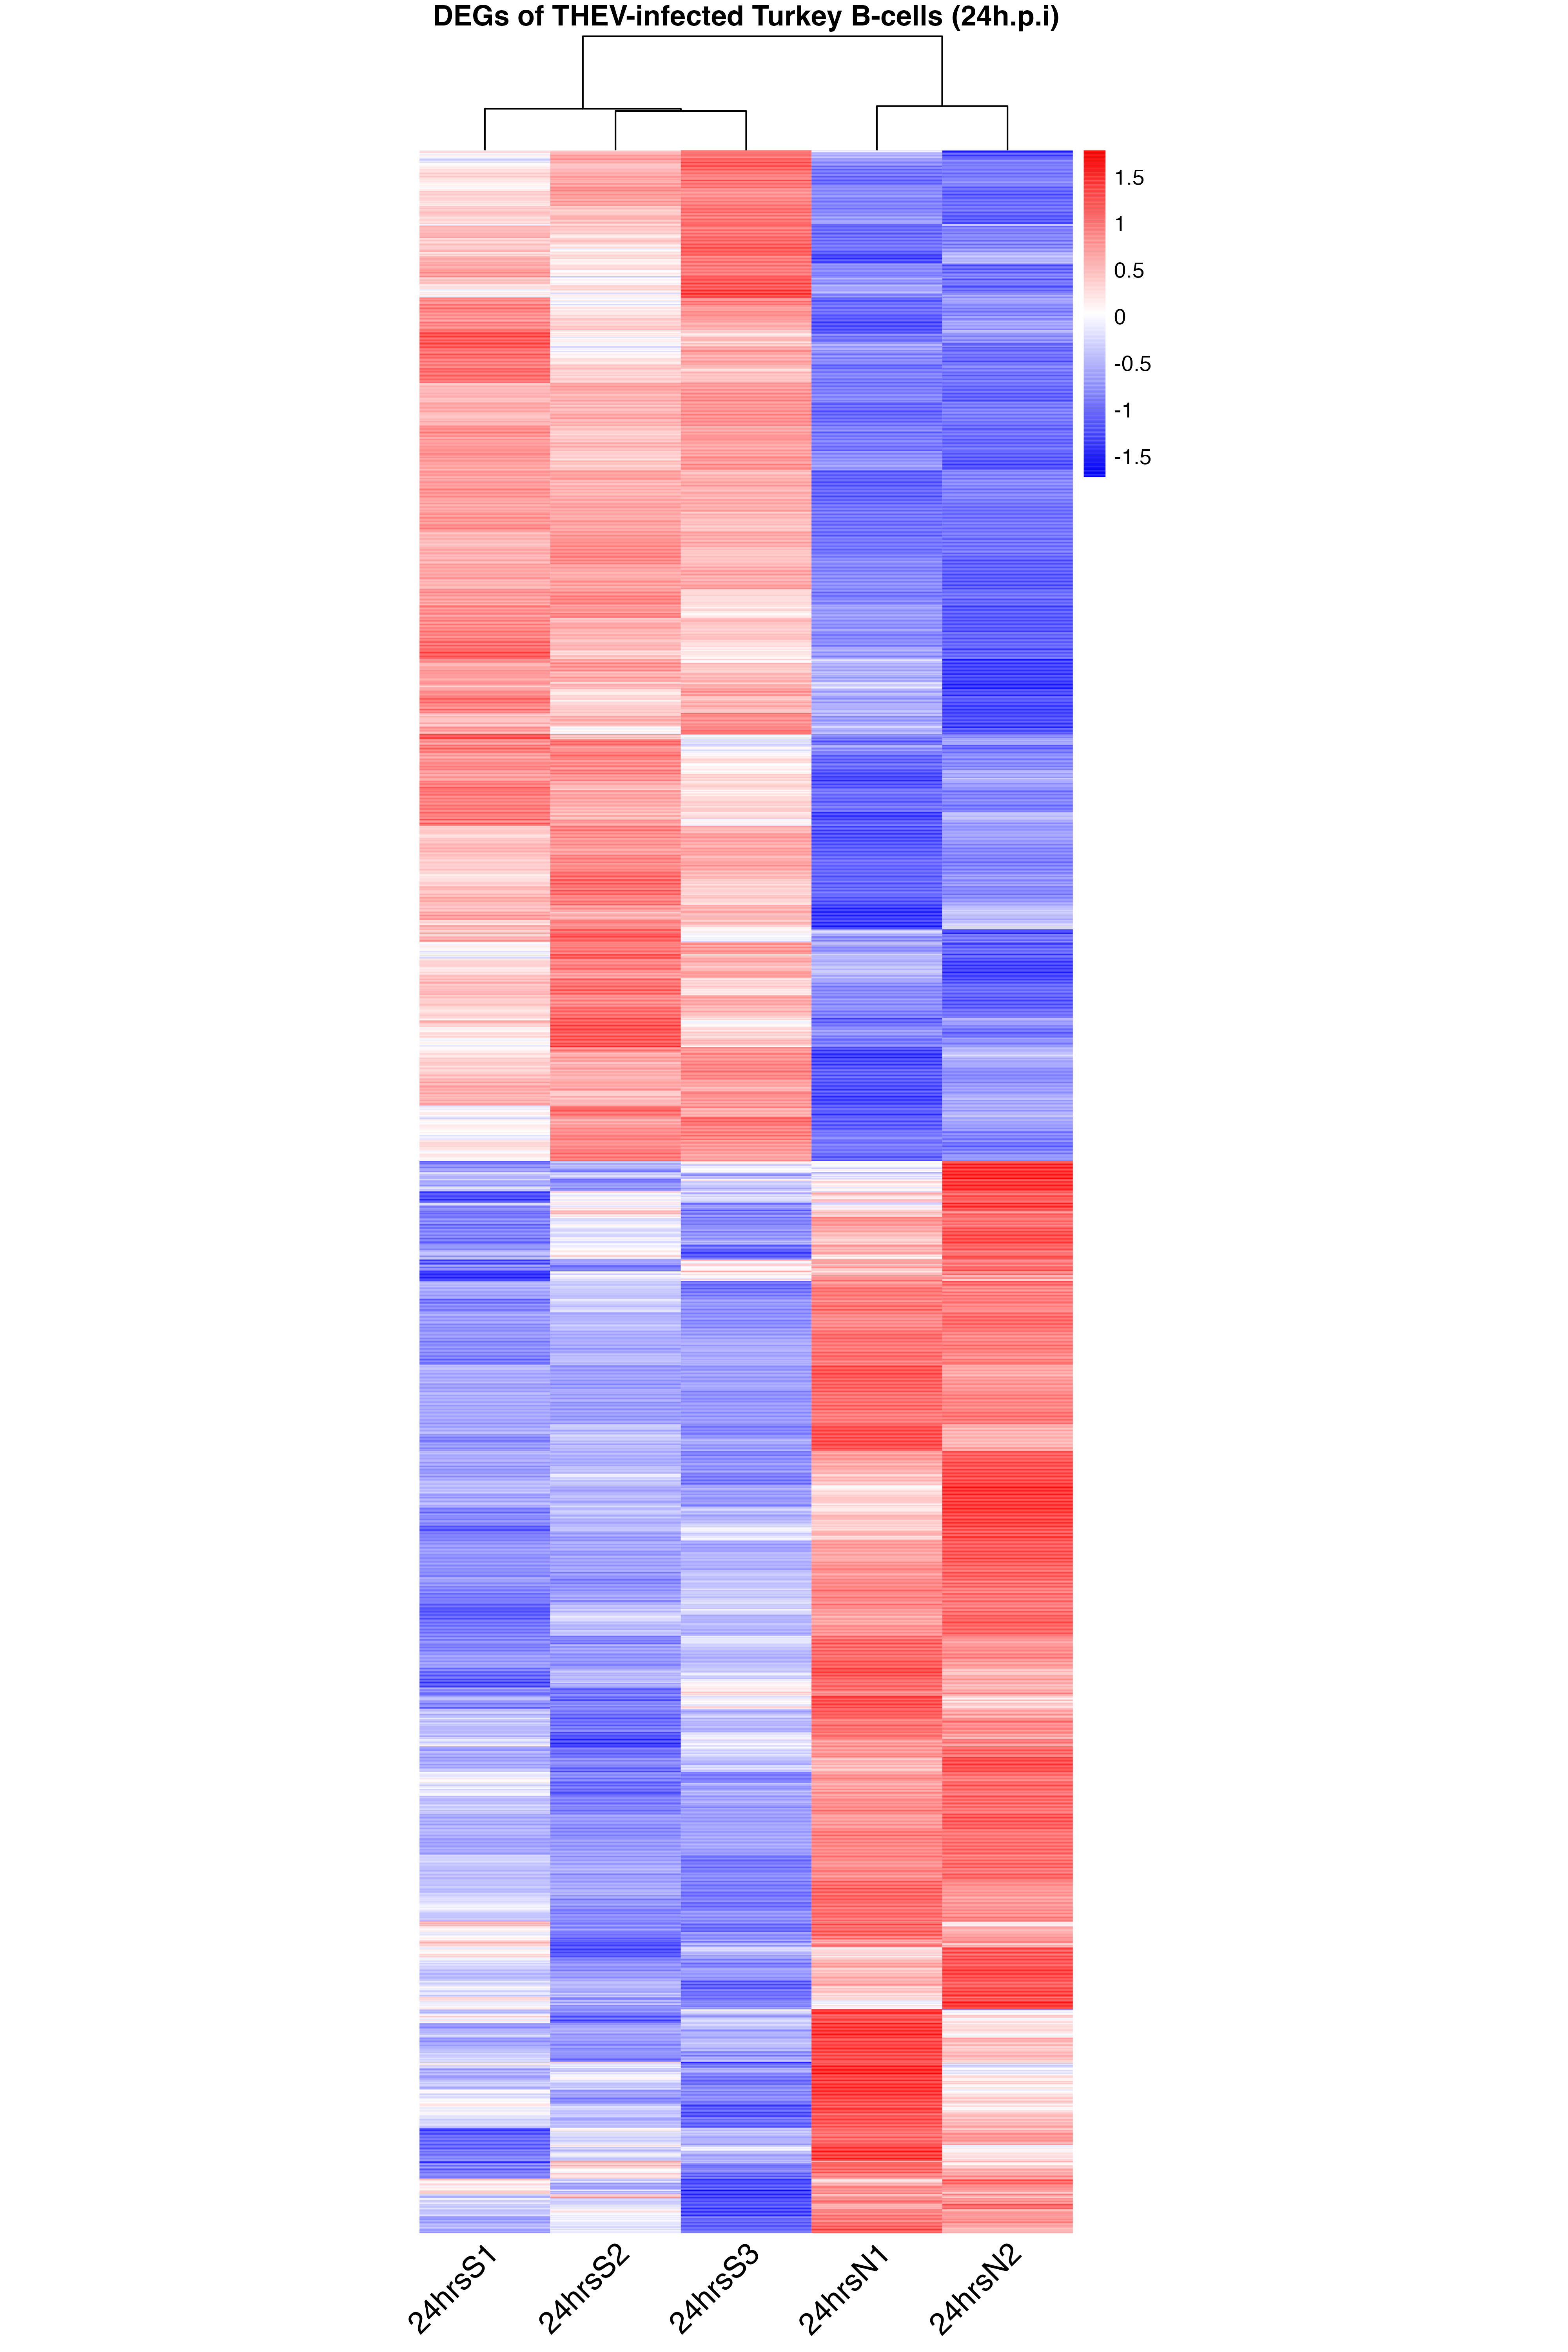 DEGs of THEV-infected Turkey B-cells (24h.p.i)
1.5
1
0.5
0
-0.5
-1
-1.5
24hrsS1
24hrsS2
24hrsS3
24hrsN1
24hrsN2